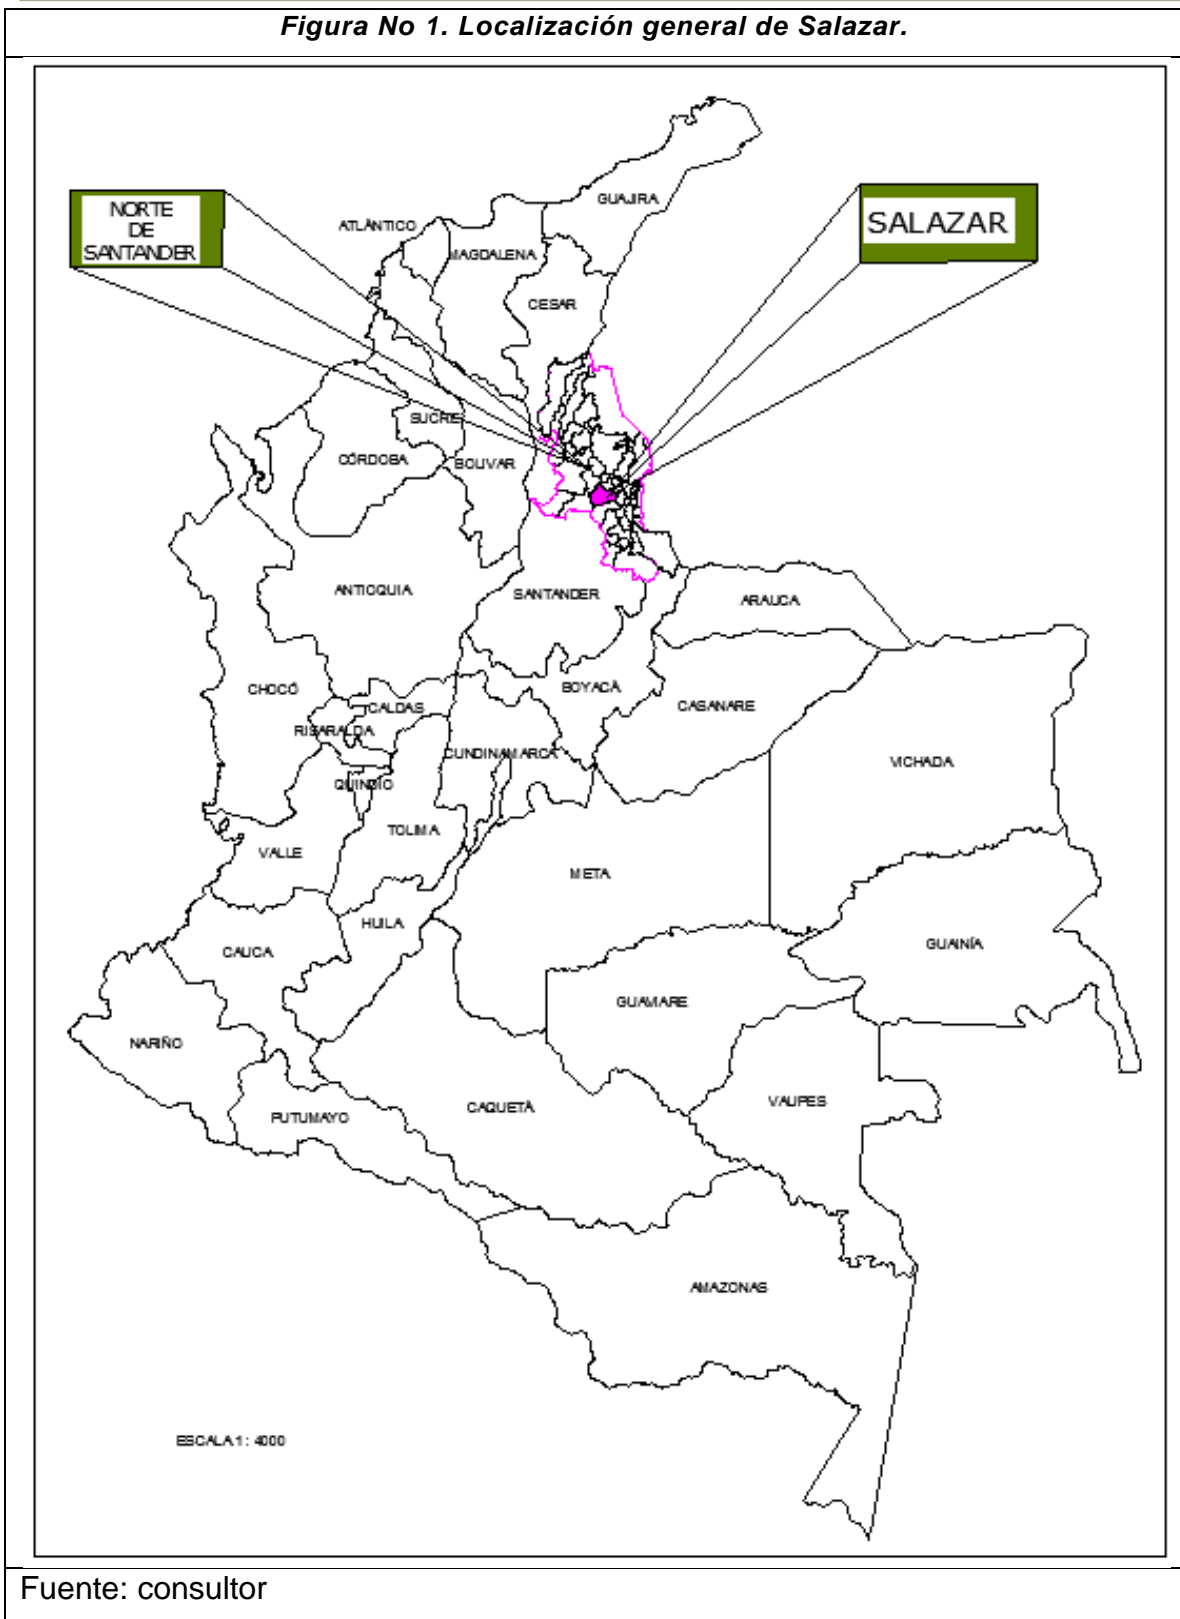 Figura No 1. Localización general de Salazar.
NORTE
DE
SANTANDER
SALAZAR
GUAJIRA
ATLÁNTICO
MAGDALENA
CESAR
SUCRE
CÓRDOBA
BOLIVAR
ANTIOQUIA
SANTANDER
ARAUCA
CHOCÓ
BOYACÁ
CALDAS
CASANARE
RISARALDA
CUNDINAMARCA
VICHADA
QUINDIO
TOLIMA
VALLE
META
HUILA
CAUCA
GUAINÍA
GUAMARE
NARIÑO
CAQUETÁ
VAUPES
PUTUMAYO
AMAZONAS
ESCALA 1 : 4000
Fuente: consultor